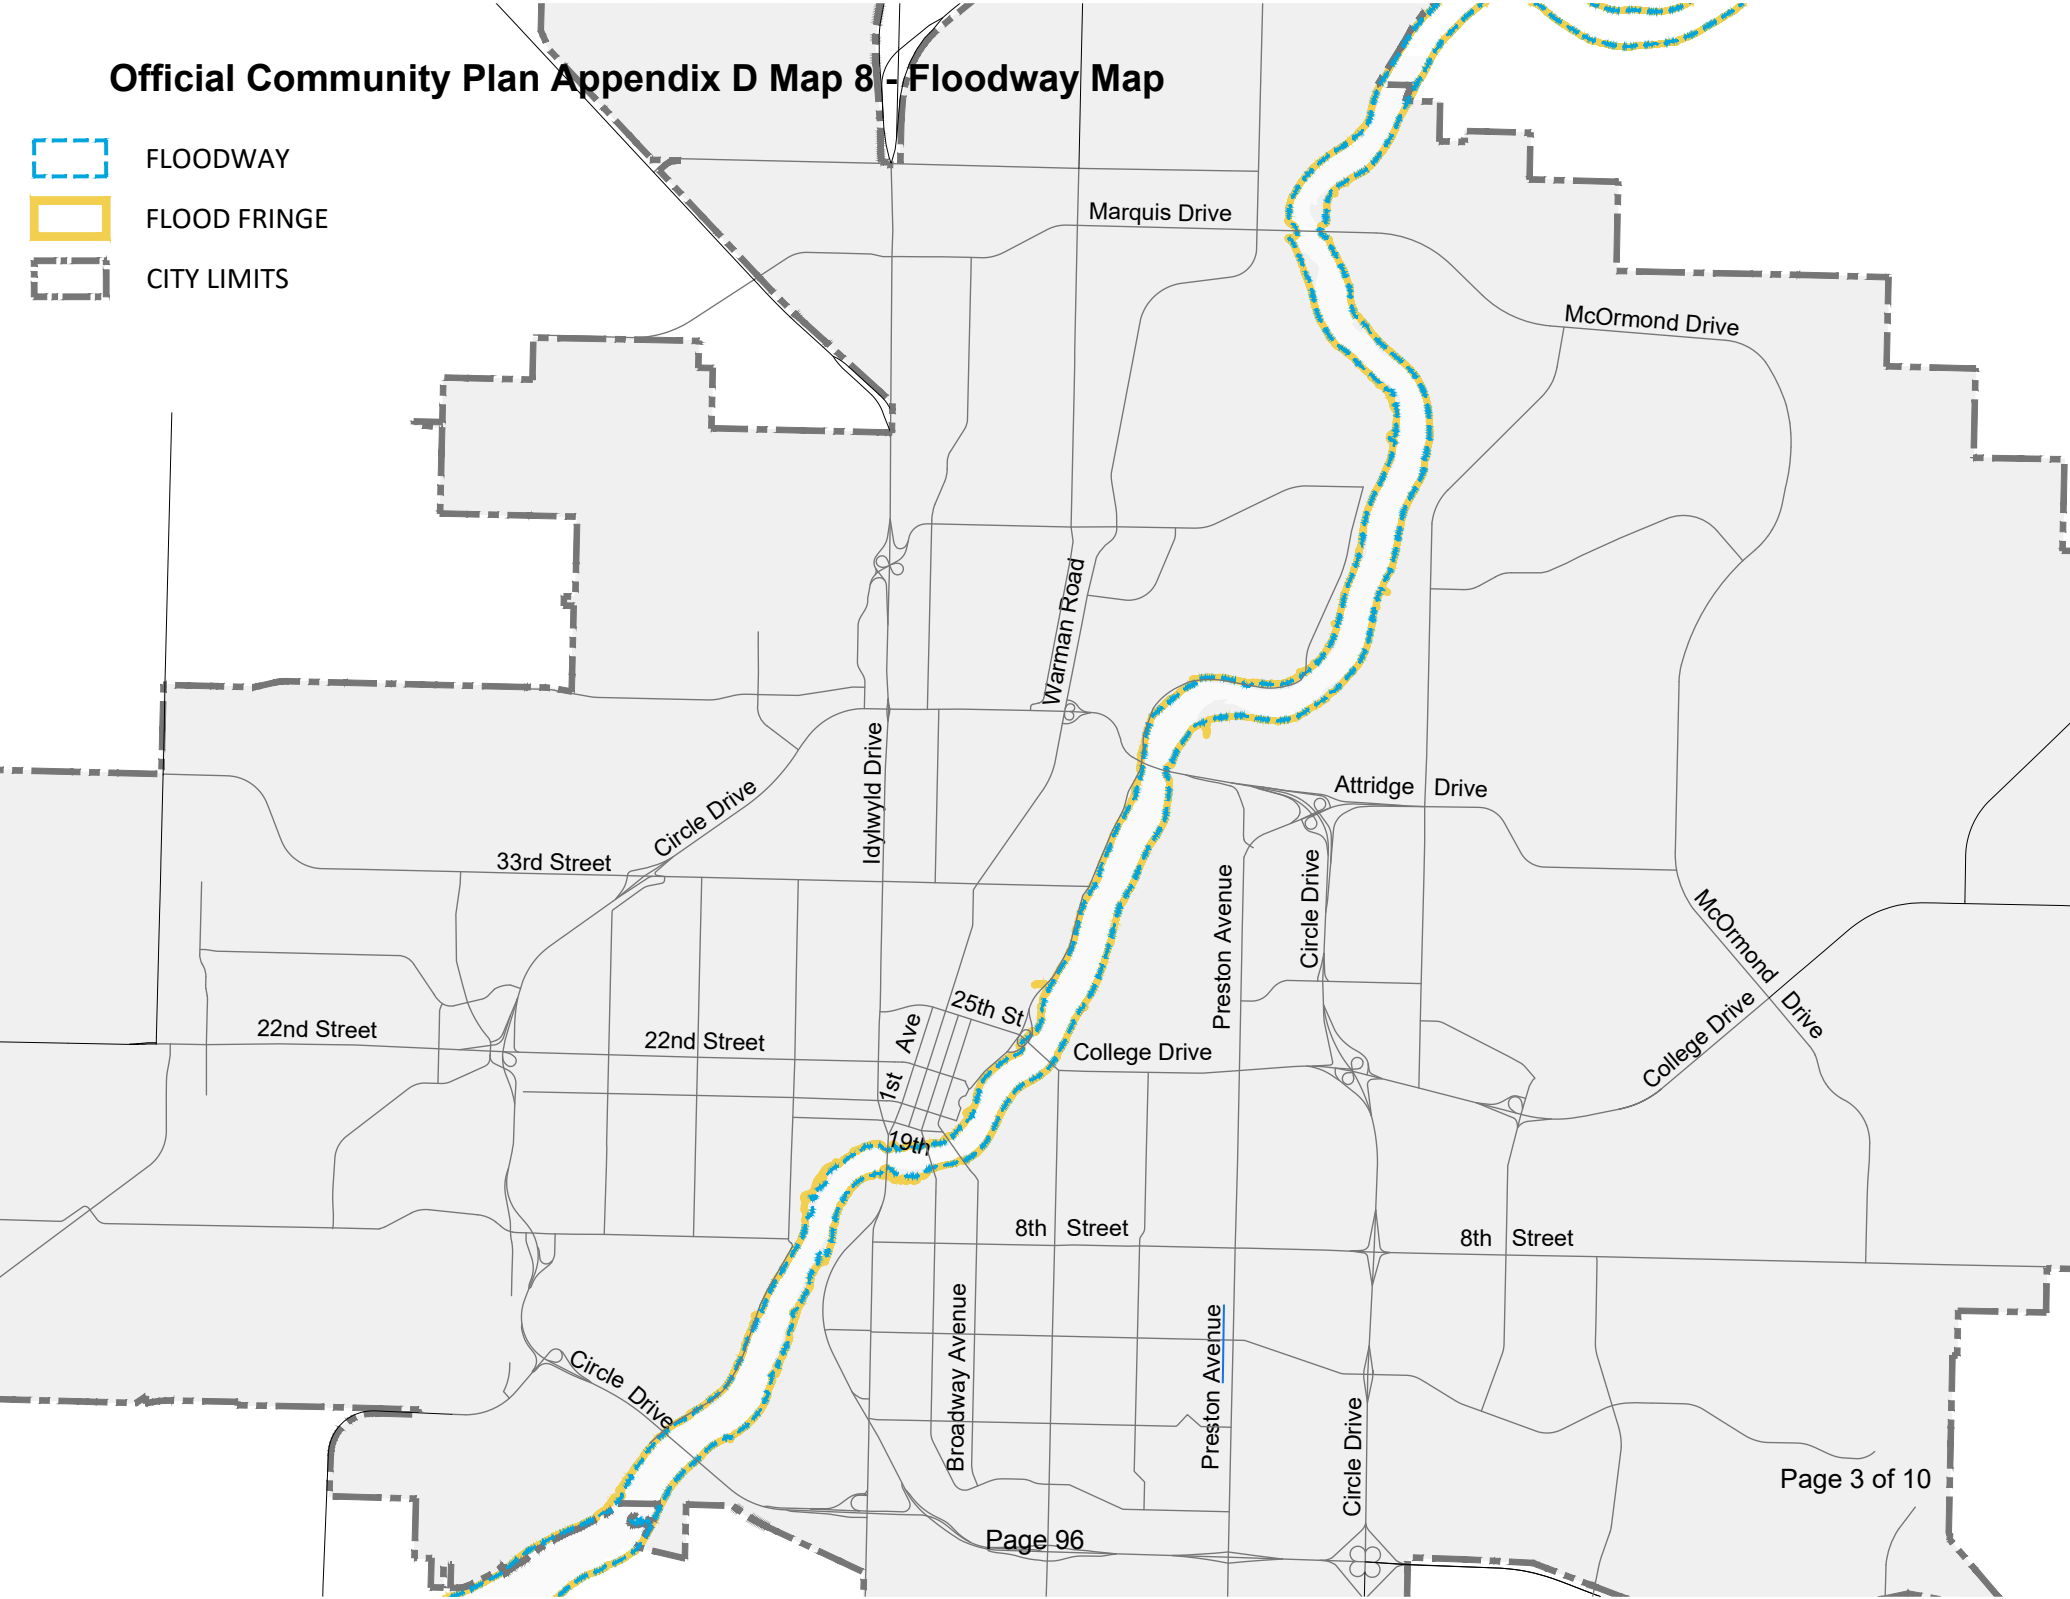 Official Community Plan Appendix D Map 8 - Floodway Map
FLOODWAY
FLOOD FRINGE
CITY LIMITS
Marquis Drive
McOrmond Drive
Warman Road
Idylwyld Drive
Circle Drive
33rd Street
Attridge Drive
Preston Avenue
Circle Drive
McOrmond Drive
College Drive
25th St
1st Ave
22nd Street
22nd Street
College Drive
19th
8th Street
8th Street
Broadway Avenue
Preston Avenue
Circle Drive
Circle Drive
Page 3 of 10
Page 96